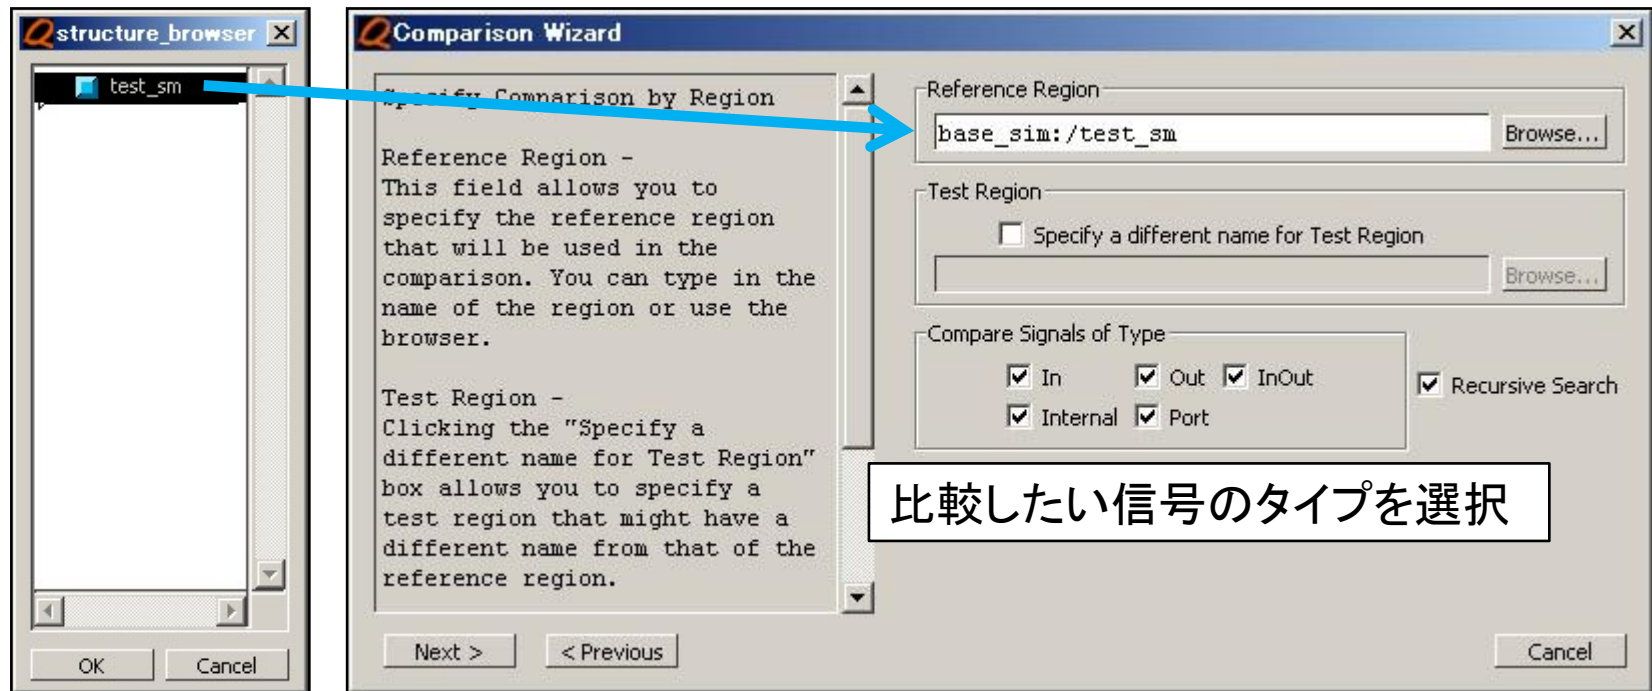 structure_browser
test_sm
OK
Cancel
Comparison Wizard
Specify Comparison by Region
Reference Region -
This field allows you to
specify the reference region
that will be used in the
comparison. You can type in the
name of the region or use the
browser.
Test Region -
Clicking the "Specify a
different name for Test Region"
box allows you to specify a
test region that might have a
different name from that of the
reference region.
Reference Region
base_sim:/test_sm
Browse...
Test Region
Specify a different name for Test Region
Browse...
Compare Signals of Type
In
Out
InOut
Internal
Port
Recursive Search
比較したい信号のタイプを選択
Next >
< Previous
Cancel